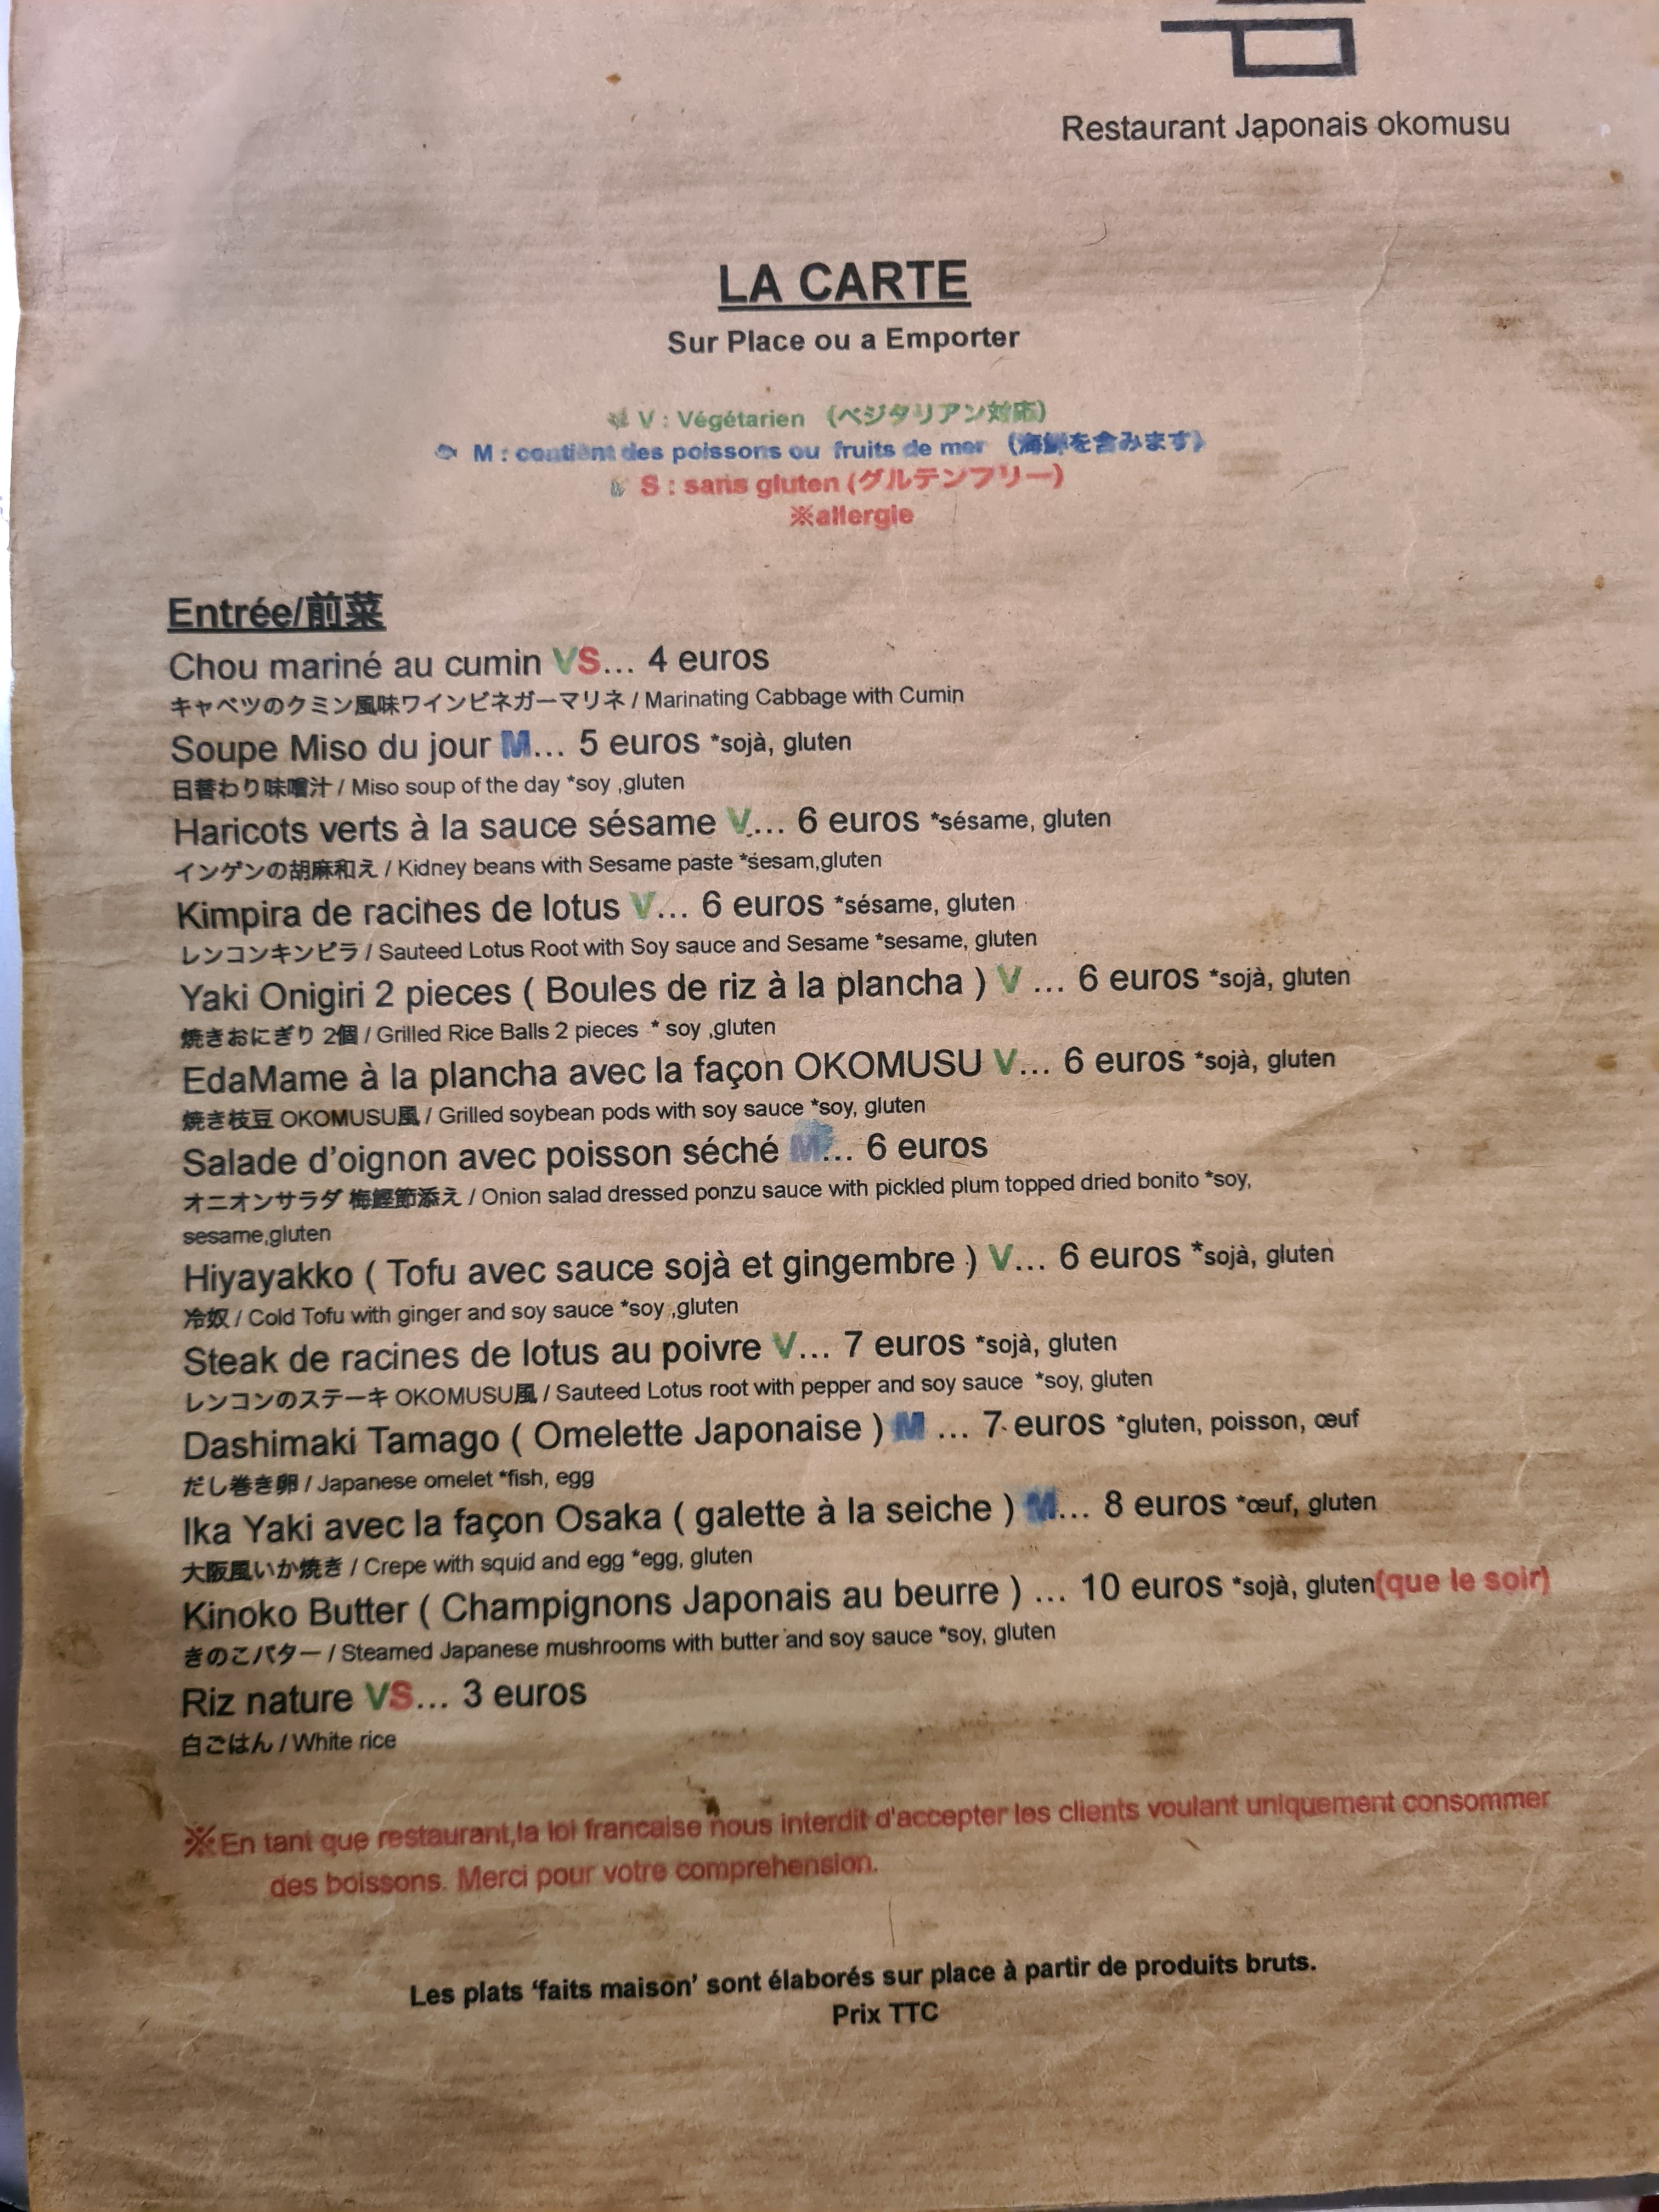 Restaurant Japonais okomusu
LA CARTE
Sur Place ou a Emporter
V : Végétarien (ベジタリアン対応)
M : contient des poissons ou fruits de mer (海鮮を含みます)
S : sans gluten (グルテンフリー)
※allergie
Entrée/前菜
Chou mariné au cumin VS... 4 euros
キャベツのクミン風味ワインビネガーマリネ / Marinating Cabbage with Cumin
Soupe Miso du jour M... 5 euros *sojà, gluten
日替わり味噌汁 / Miso soup of the day *soy ,gluten
Haricots verts à la sauce sésame V... 6 euros *sésame, gluten
インゲンの胡麻和え / Kidney beans with Sesame paste *sesam,gluten
Kimpira de racines de lotus V... 6 euros *sésame, gluten
レンコンキンピラ / Sauteed Lotus Root with Soy sauce and Sesame *sesame, gluten
Yaki Onigiri 2 pieces ( Boules de riz à la plancha ) V ... 6 euros *sojà, gluten
焼きおにぎり 2個 / Grilled Rice Balls 2 pieces * soy ,gluten
EdaMame à la plancha avec la façon OKOMUSU V... 6 euros *sojà, gluten
焼き枝豆 OKOMUSU風 / Grilled soybean pods with soy sauce *soy, gluten
Salade d'oignon avec poisson séché M... 6 euros
オニオンサラダ 梅鰹節添え / Onion salad dressed ponzu sauce with pickled plum topped dried bonito *soy,
sesame,gluten
Hiyayakko ( Tofu avec sauce sojà et gingembre ) V... 6 euros *sojà, gluten
冷奴 / Cold Tofu with ginger and soy sauce *soy ,gluten
Steak de racines de lotus au poivre V... 7 euros *sojà, gluten
レンコンのステーキ OKOMUSU風 / Sauteed Lotus root with pepper and soy sauce *soy, gluten
Dashimaki Tamago ( Omelette Japonaise ) M ... 7 euros *gluten, poisson, œuf
だし巻き卵 / Japanese omelet *fish, egg
Ika Yaki avec la façon Osaka ( galette à la seiche ) M... 8 euros *œuf, gluten
大阪風いか焼き / Crepe with squid and egg *egg, gluten
Kinoko Butter ( Champignons Japonais au beurre ) ... 10 euros *sojà, gluten(que le soir)
きのこバター / Steamed Japanese mushrooms with butter and soy sauce *soy, gluten
Riz nature VS... 3 euros
白ごはん / White rice
※En tant que restaurant,la loi francaise nous interdit d'accepter les clients voulant uniquement consommer
des boissons. Merci pour votre comprehension.
Les plats 'faits maison' sont élaborés sur place à partir de produits bruts.
Prix TTC